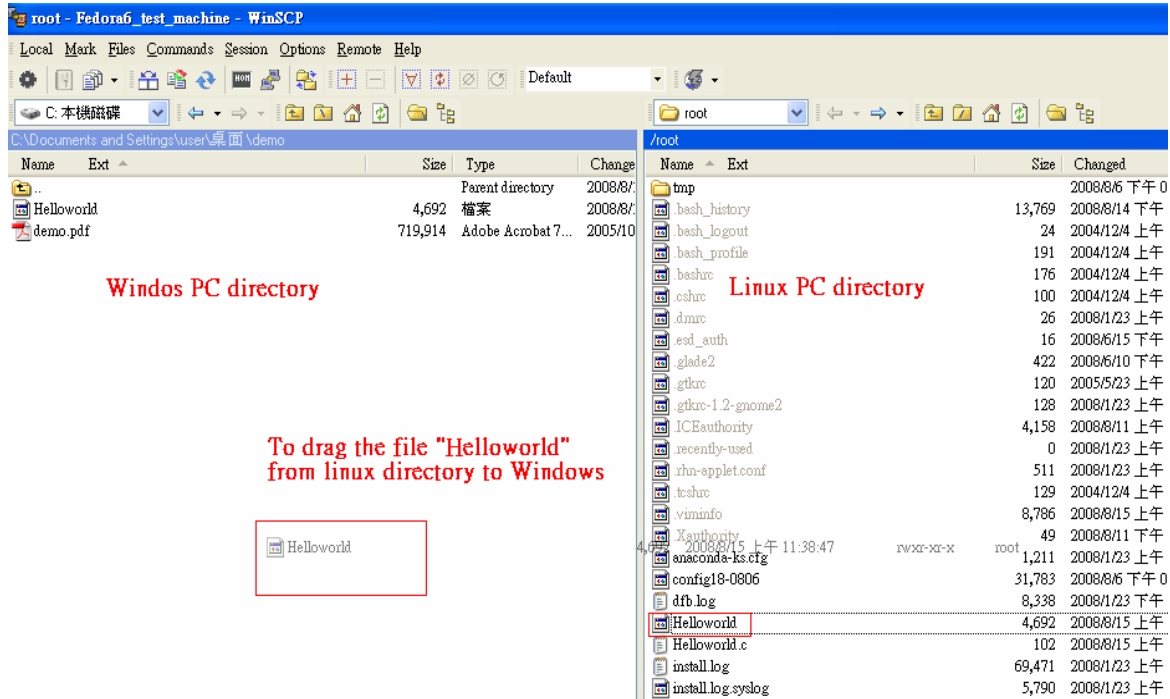 root - Fedora6_test_machine - WinSCP
Local Mark Files Commands Session Options Remote Help
Default
C: 本機磁碟
root
C:\Documents and Settings\user\桌面\demo
/root
Name Ext Size Type Change
..  Parent directory 2008/8/
Helloworld 4,692 檔案 2008/8/
demo.pdf 719,914 Adobe Acrobat 7... 2005/10
Windos PC directory
To drag the file "Helloworld"
from linux directory to Windows
Helloworld 4,692 2008/8/15 上午 11:38:47 rwxr-xr-x root
Name Ext Size Changed
tmp 2008/8/6 下午 0
.bash_history 13,769 2008/8/14 下午
.bash_logout 24 2004/12/4 上午
.bash_profile 191 2004/12/4 上午
.bashrc 176 2004/12/4 上午
Linux PC directory
.cshrc 100 2004/12/4 上午
.dmrc 26 2008/1/23 上午
.esd_auth 16 2008/6/15 下午
.glade2 422 2008/6/10 下午
.gtkrc 120 2005/5/23 上午
.gtkrc-1.2-gnome2 128 2008/1/23 上午
.ICEauthority 4,158 2008/8/11 上午
.recently-used 0 2008/1/23 上午
.rhn-applet.conf 511 2008/1/23 上午
.tcshrc 129 2004/12/4 上午
.viminfo 8,786 2008/8/15 上午
.Xauthority 49 2008/8/11 下午
anaconda-ks.cfg 1,211 2008/1/23 上午
config18-0806 31,783 2008/8/6 下午 0
dfb.log 8,338 2008/1/23 下午
Helloworld 4,692 2008/8/15 上午
Helloworld.c 102 2008/8/15 上午
install.log 69,471 2008/1/23 上午
install.log.syslog 5,790 2008/1/23 上午